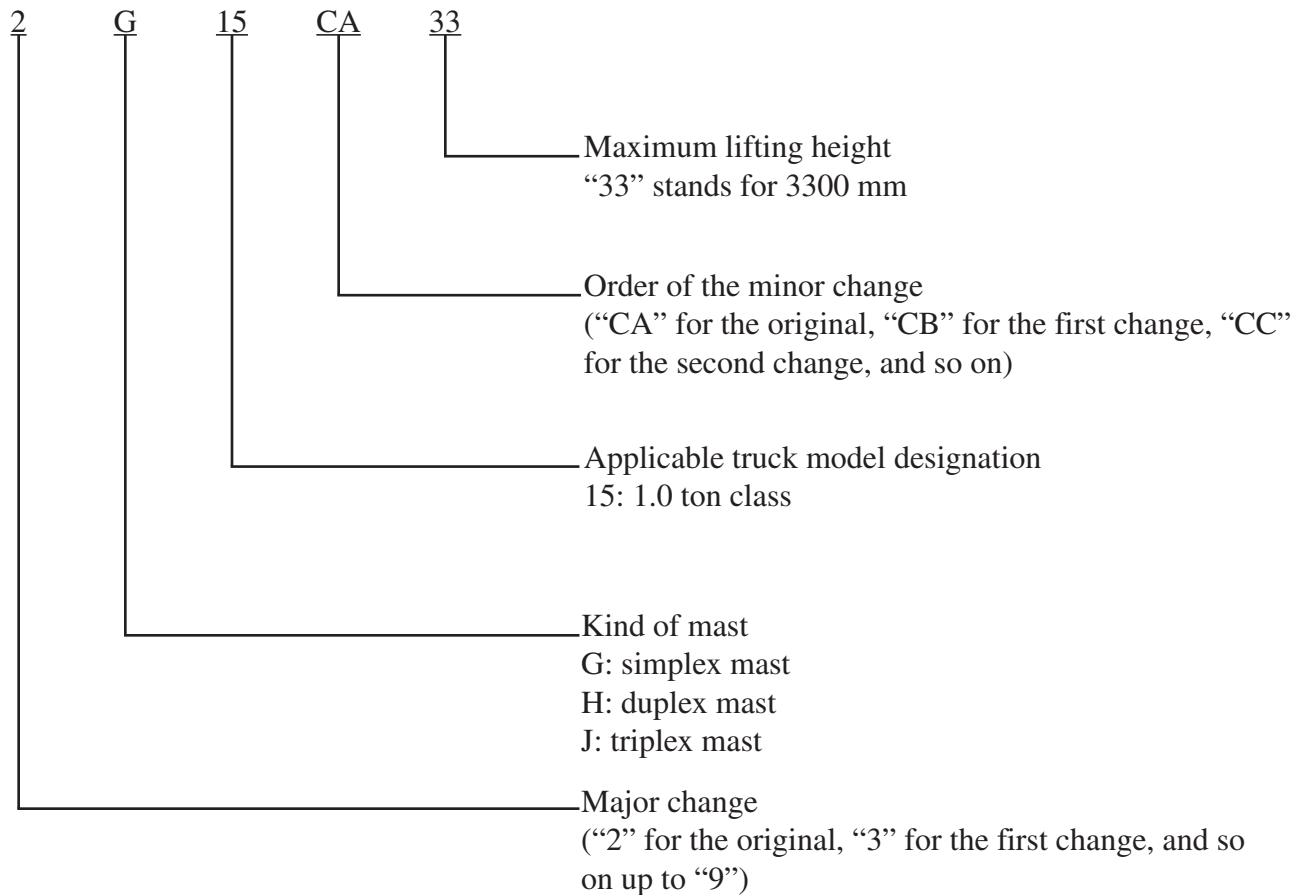 2 G 15 CA 33
Maximum lifting height
“33” stands for 3300 mm
Order of the minor change
(“CA” for the original, “CB” for the first change, “CC”
for the second change, and so on)
Applicable truck model designation
15: 1.0 ton class
Kind of mast
G: simplex mast
H: duplex mast
J: triplex mast
Major change
(“2” for the original, “3” for the first change, and so
on up to “9”)